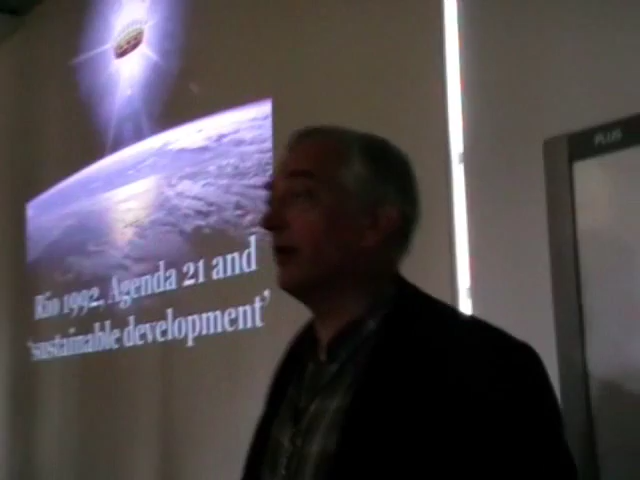 Rio 1992, Agenda 21 and
'sustainable development'
PLUS